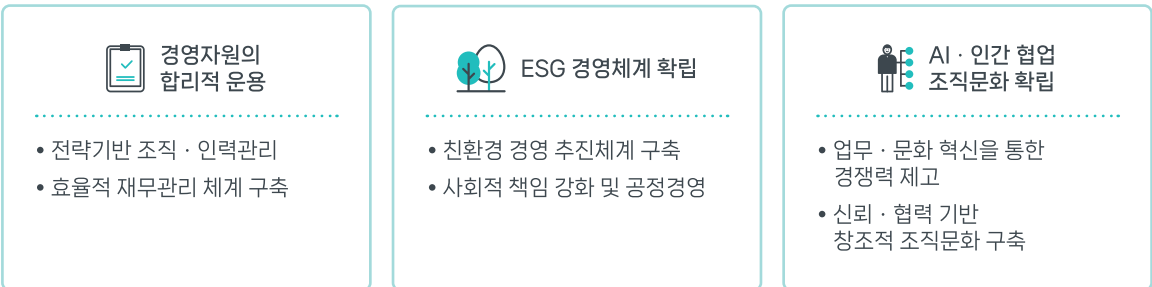 경영자원의
합리적 운용
• 전략기반 조직 · 인력관리
• 효율적 재무관리 체계 구축
ESG 경영체계 확립
• 친환경 경영 추진체계 구축
• 사회적 책임 강화 및 공정경영
AI · 인간 협업
조직문화 확립
• 업무 · 문화 혁신을 통한
경쟁력 제고
• 신뢰 · 협력 기반
창조적 조직문화 구축